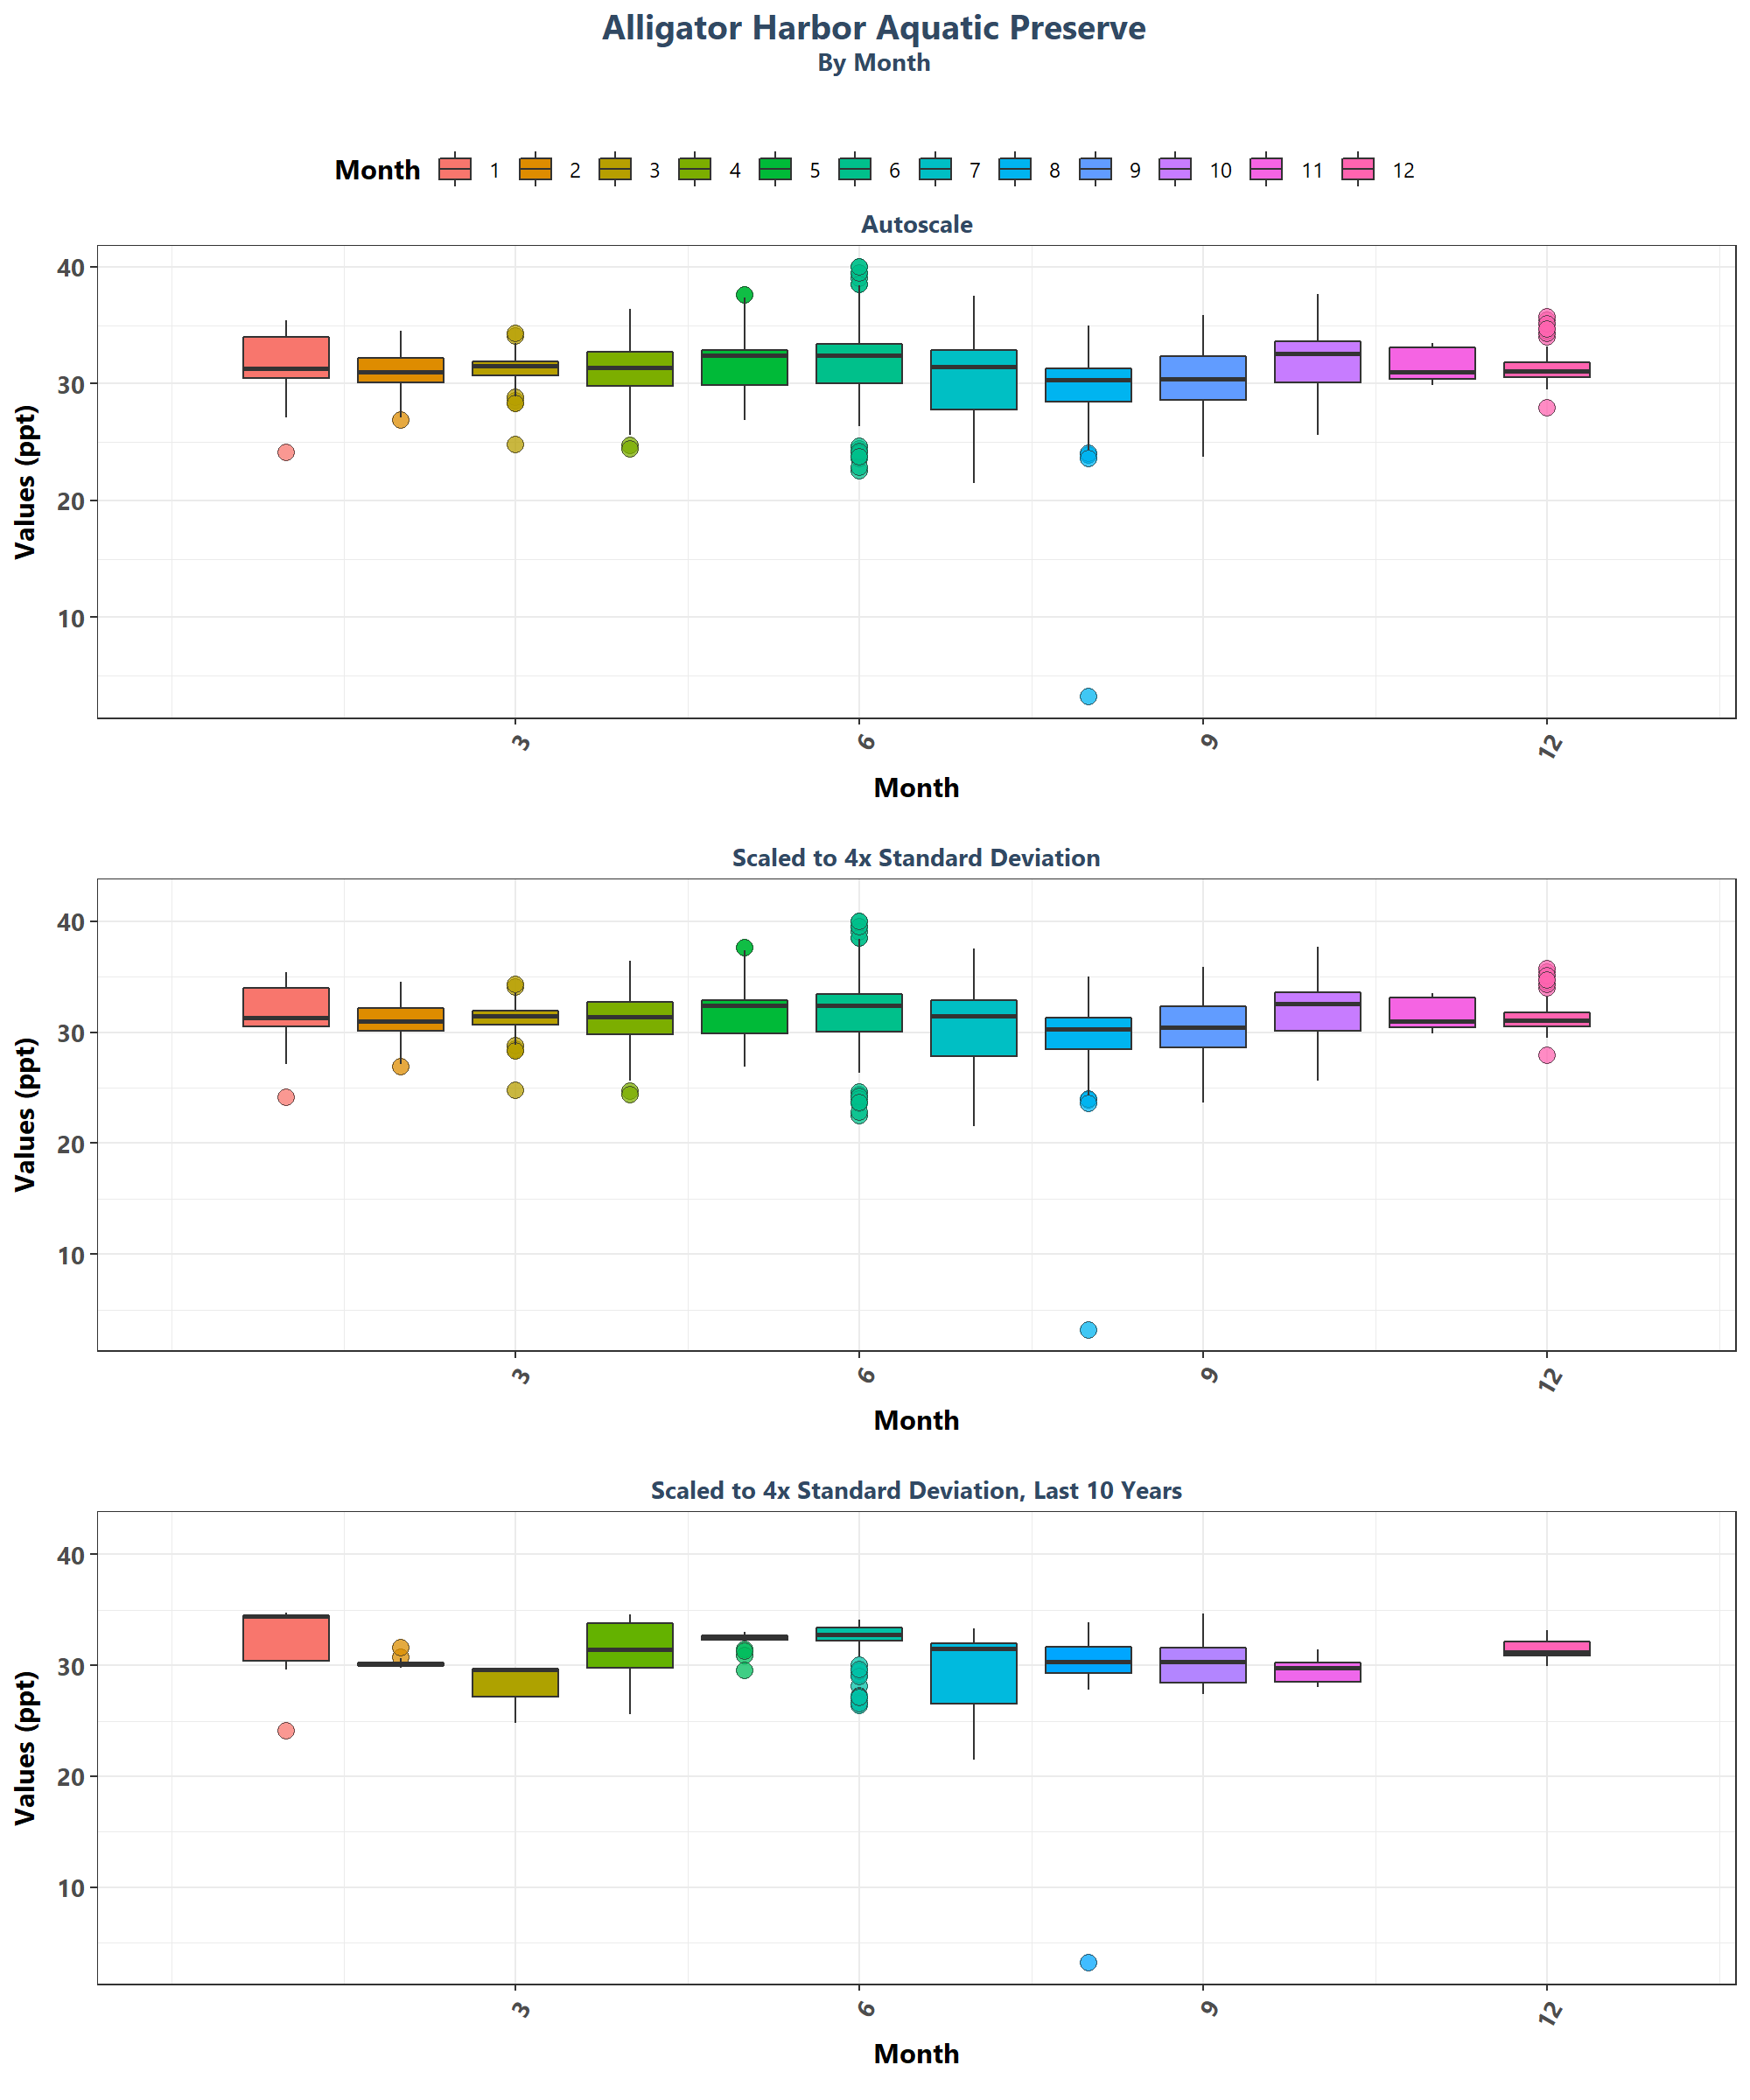 Alligator Harbor Aquatic Preserve
By Month
Month 1 2 3 4 5 6 7 8 9 10 11 12
Autoscale
Values (ppt)
40
30
20
10
3 6 9 12
Month
Scaled to 4x Standard Deviation
Values (ppt)
40
30
20
10
3 6 9 12
Month
Scaled to 4x Standard Deviation, Last 10 Years
Values (ppt)
40
30
20
10
3 6 9 12
Month